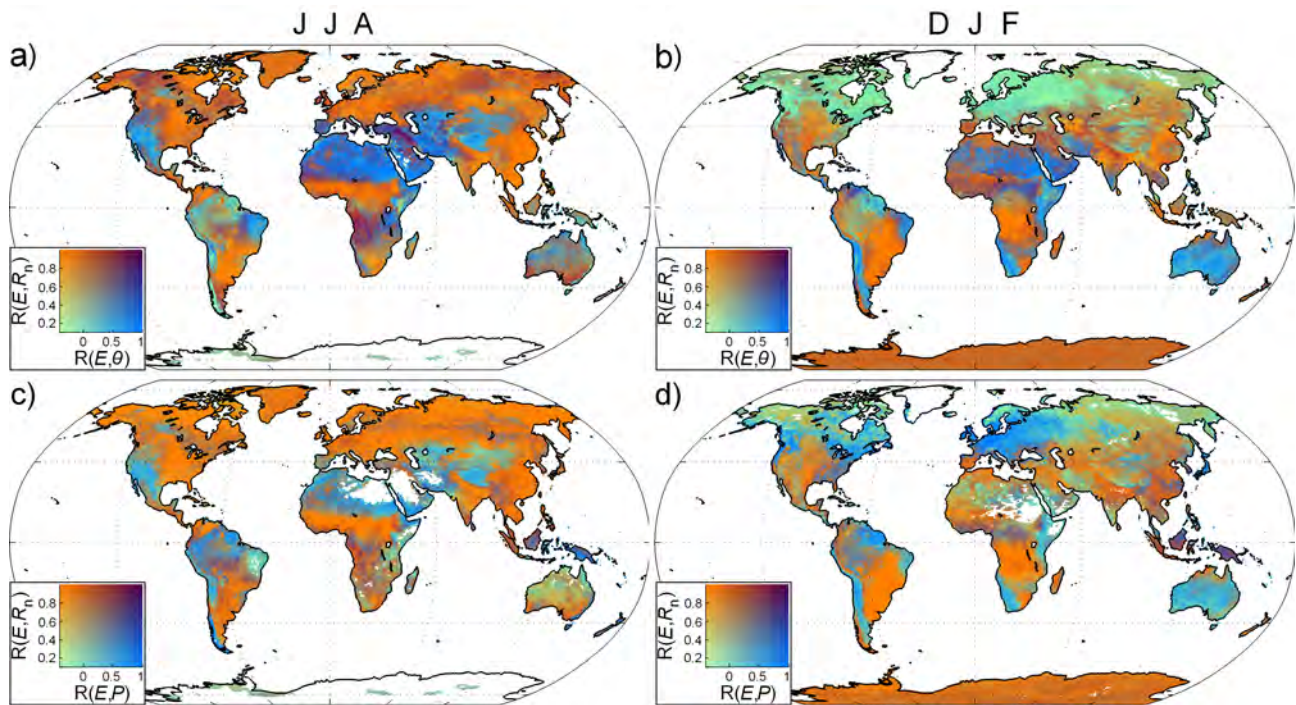 J J A
D J F
a)
b)
R(E,Rn)
0.8
0.6
0.4
0.2
0 0.5 1
R(E,θ)
R(E,Rn)
0.8
0.6
0.4
0.2
0 0.5 1
R(E,θ)
c)
d)
R(E,Rn)
0.8
0.6
0.4
0.2
0 0.5 1
R(E,P)
R(E,Rn)
0.8
0.6
0.4
0.2
0 0.5 1
R(E,P)